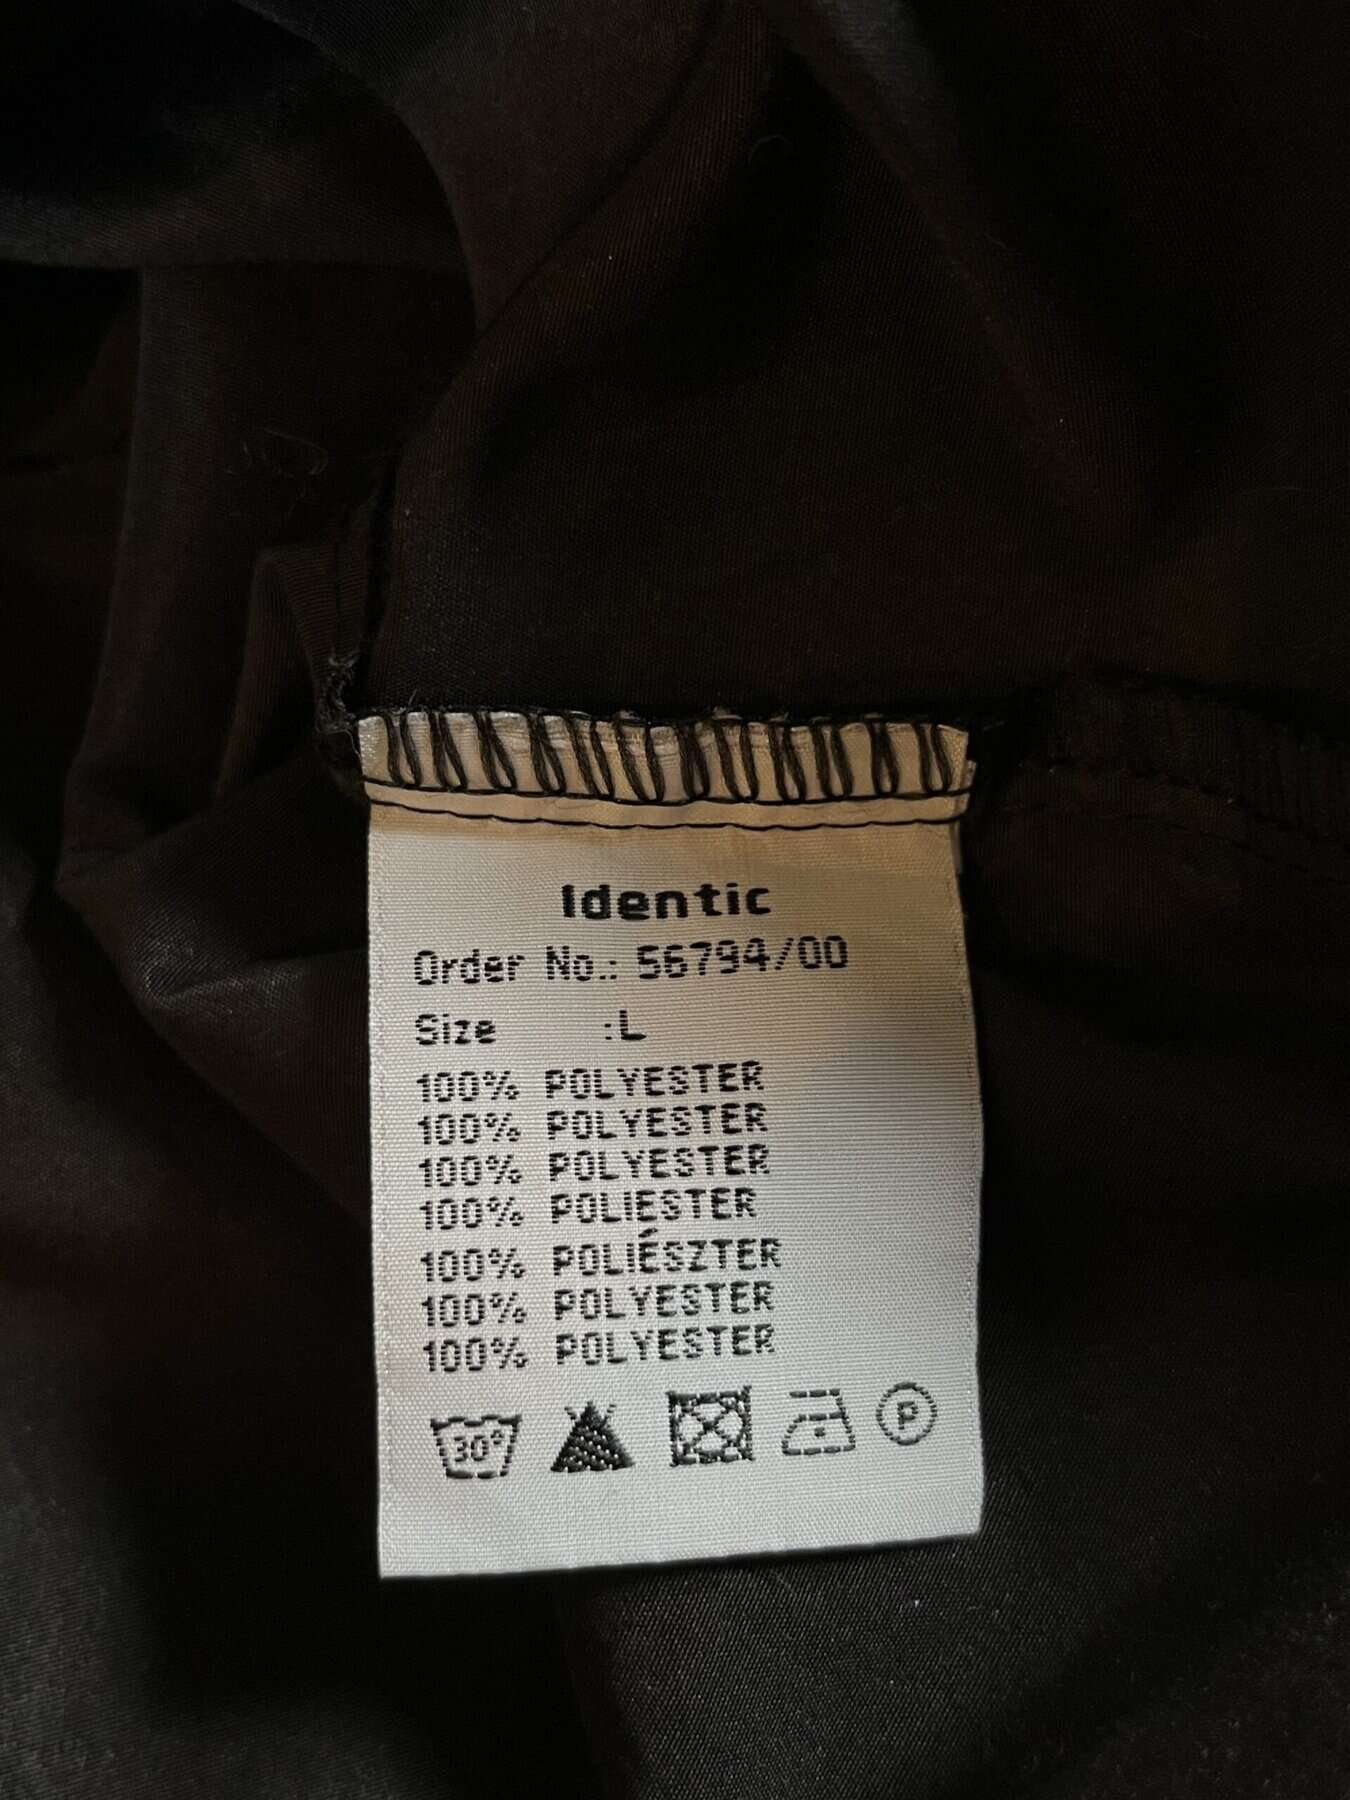 Identic
Order No.: 56794/00
Size :L
100% POLYESTER
100% POLYESTER
100% POLYESTER
100% POLIESTER
100% POLIÉSZTER
100% POLYESTER
100% POLYESTER
30° P